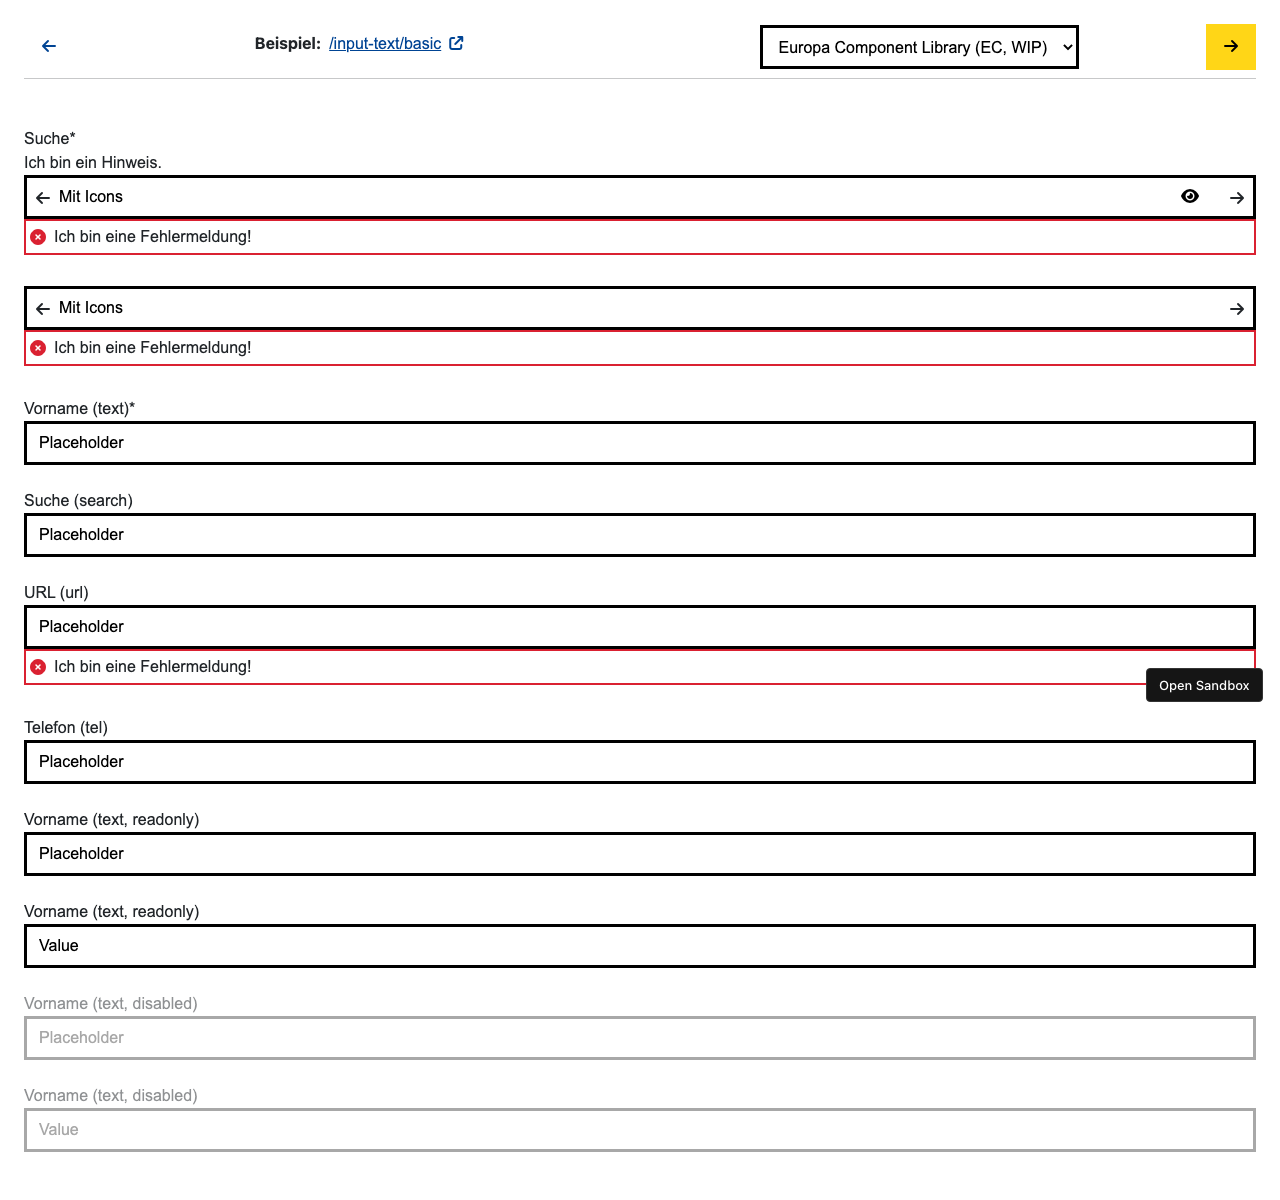 Beispiel: /input-text/basic
Europa Component Library (EC, WIP)
Suche*
Ich bin ein Hinweis.
Mit Icons
Ich bin eine Fehlermeldung!
Mit Icons
Ich bin eine Fehlermeldung!
Vorname (text)*
Placeholder
Suche (search)
Placeholder
URL (url)
Placeholder
Ich bin eine Fehlermeldung!
Open Sandbox
Telefon (tel)
Placeholder
Vorname (text, readonly)
Placeholder
Vorname (text, readonly)
Value
Vorname (text, disabled)
Placeholder
Vorname (text, disabled)
Value